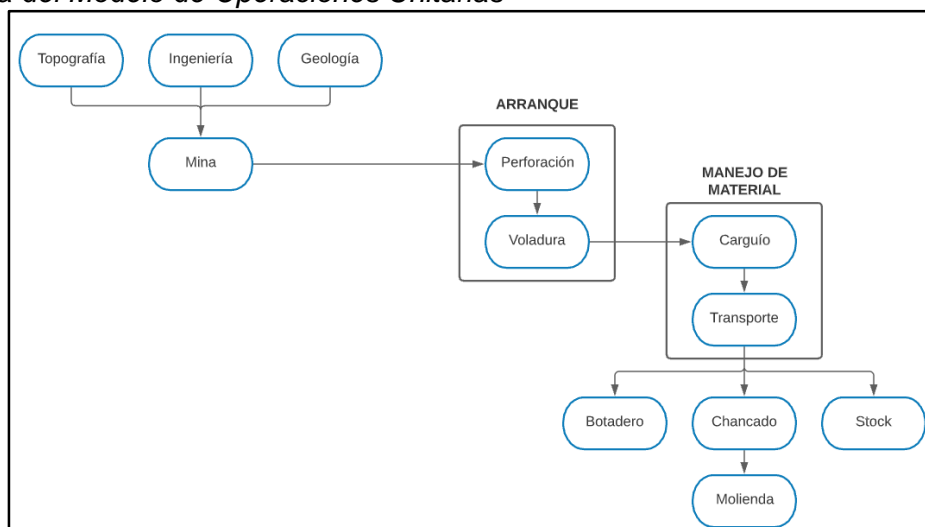 del Modelo de Operaciones Unitarias
Topografía
Ingeniería
Geología
ARRANQUE
Mina
Perforación
MANEJO DE
MATERIAL
Voladura
Carguío
Transporte
Botadero
Chancado
Stock
Molienda